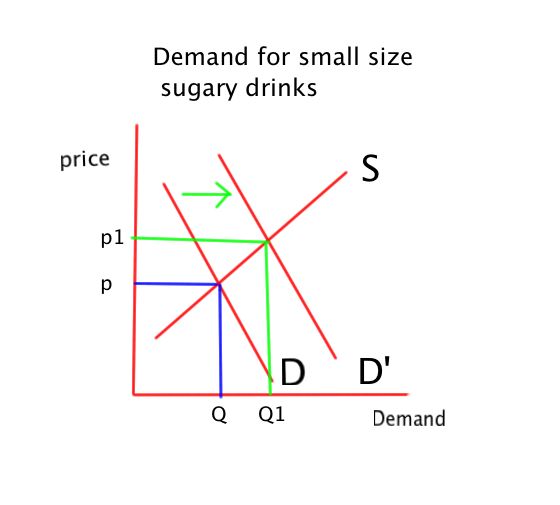 Demand for small size
sugary drinks
price
S
p1
p
D
D'
Q
Q1
Demand